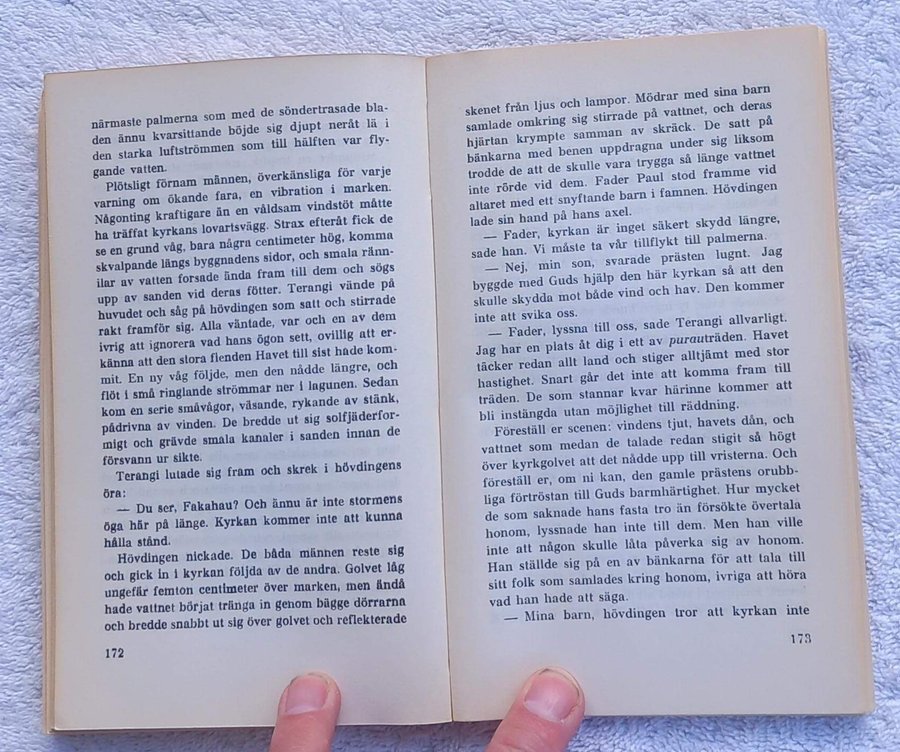 närmaste palmerna som med de söndertrasade bla-
den ännu kvarsittande böjde sig djupt neråt lä i
den starka luftströmmen som till hälften var fly-
gande vatten.
Plötsligt förnam männen, överkänsliga för varje
varning om ökande fara, en vibration i marken.
Någonting kraftigare än en våldsam vindstöt måtte
ha träffat kyrkans lovartsvägg. Strax efteråt fick de
se en grund våg, bara några centimeter hög, komma
skvalpande längs byggnadens sidor, och smala ränn-
ilar av vatten forsade ända fram till dem och sögs
upp av sanden vid deras fötter. Terangi vände på
huvudet och såg på hövdingen som satt och stirrade
rakt framför sig. Alla väntade, var och en av dem
ivrig att ignorera vad hans ögon sett, ovillig att er-
känna att den stora fienden Havet till sist hade kom-
mit. En ny våg följde, men den nådde längre, och
flöt i små ringlande strömmar ner i lagunen. Sedan
kom en serie småvågor, väsande, rykande av stänk,
pådrivna av vinden. De bredde ut sig solfjäderfor-
migt och grävde smala kanaler i sanden innan de
försvann ur sikte.
Terangi lutade sig fram och skrek i hövdingens
öra:
— Du ser, Fakahau? Och ännu är inte stormens
öga här på länge. Kyrkan kommer inte att kunna
hålla stånd.
Hövdingen nickade. De båda männen reste sig
och gick in i kyrkan följda av de andra. Golvet låg
ungefär femton centimeter över marken, men ändå
hade vattnet börjat tränga in genom bägge dörrarna
och bredde snabbt ut sig över golvet och reflekterade
172
skenet från ljus och lampor. Mödrar med sina barn
samlade omkring sig stirrade på vattnet, och deras
hjärtan krympte samman av skräck. De satt på
bänkarna med benen uppdragna under sig liksom
trodde de att de skulle vara trygga så länge vattnet
inte rörde vid dem. Fader Paul stod framme vid
altaret med ett snyftande barn i famnen. Hövdingen
lade sin hand på hans axel.
— Fader, kyrkan är inget säkert skydd längre,
sade han. Vi måste ta vår tillflykt till palmerna.
— Nej, min son, svarade prästen lugnt. Jag
byggde med Guds hjälp den här kyrkan så att den
skulle skydda mot både vind och hav. Den kommer
inte att svika oss.
— Fader, lyssna till oss, sade Terangi allvarligt.
Jag har en plats åt dig i ett av purauträden. Havet
täcker redan allt land och stiger alltjämt med stor
hastighet. Snart går det inte att komma fram till
träden. De som stannar kvar härinne kommer att
bli instängda utan möjlighet till räddning.
Föreställ er scenen: vindens tjut, havets dån, och
vattnet som medan de talade redan stigit så högt
över kyrkgolvet att det nådde upp till vristerna. Och
föreställ er, om ni kan, den gamle prästens orubb-
liga förtröstan till Guds barmhärtighet. Hur mycket
de som saknade hans fasta tro än försökte övertala
honom, lyssnade han inte till dem. Men han ville
inte att någon skulle låta påverka sig av honom.
Han ställde sig på en av bänkarna för att tala till
sitt folk som samlades kring honom, ivriga att höra
vad han hade att säga.
— Mina barn, hövdingen tror att kyrkan inte
173